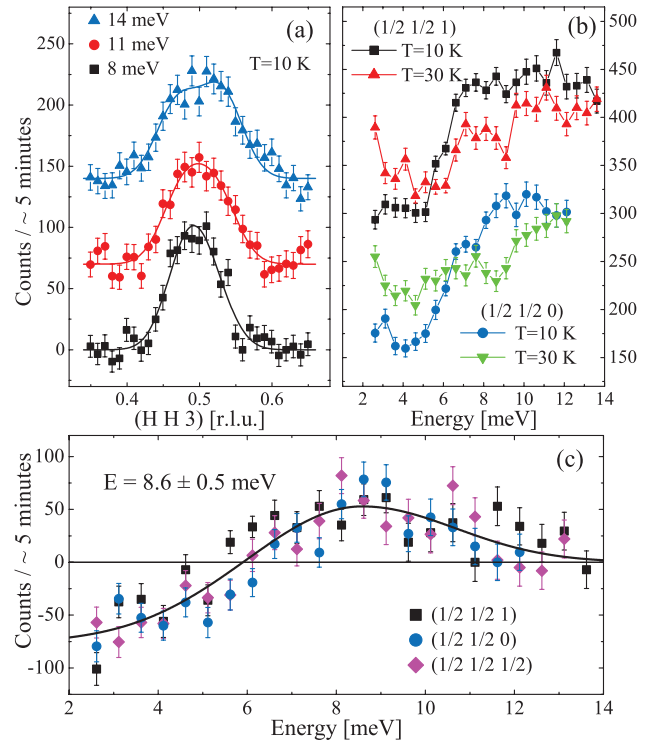 14 meV
11 meV
8 meV
(a)
T=10 K
250
200
150
100
50
0
Counts / ~ 5 minutes
0.4
0.5
0.6
(H H 3) [r.l.u.]
(1/2 1/2 1)
T=10 K
T=30 K
(b)
500
450
400
350
300
250
200
150
(1/2 1/2 0)
T=10 K
T=30 K
2
4
6
8
10
12
Energy [meV]
(c)
E = 8.6 ± 0.5 meV
100
50
0
-50
-100
Counts / ~ 5 minutes
(1/2 1/2 1)
(1/2 1/2 0)
(1/2 1/2 1/2)
2
4
6
8
10
12
14
Energy [meV]